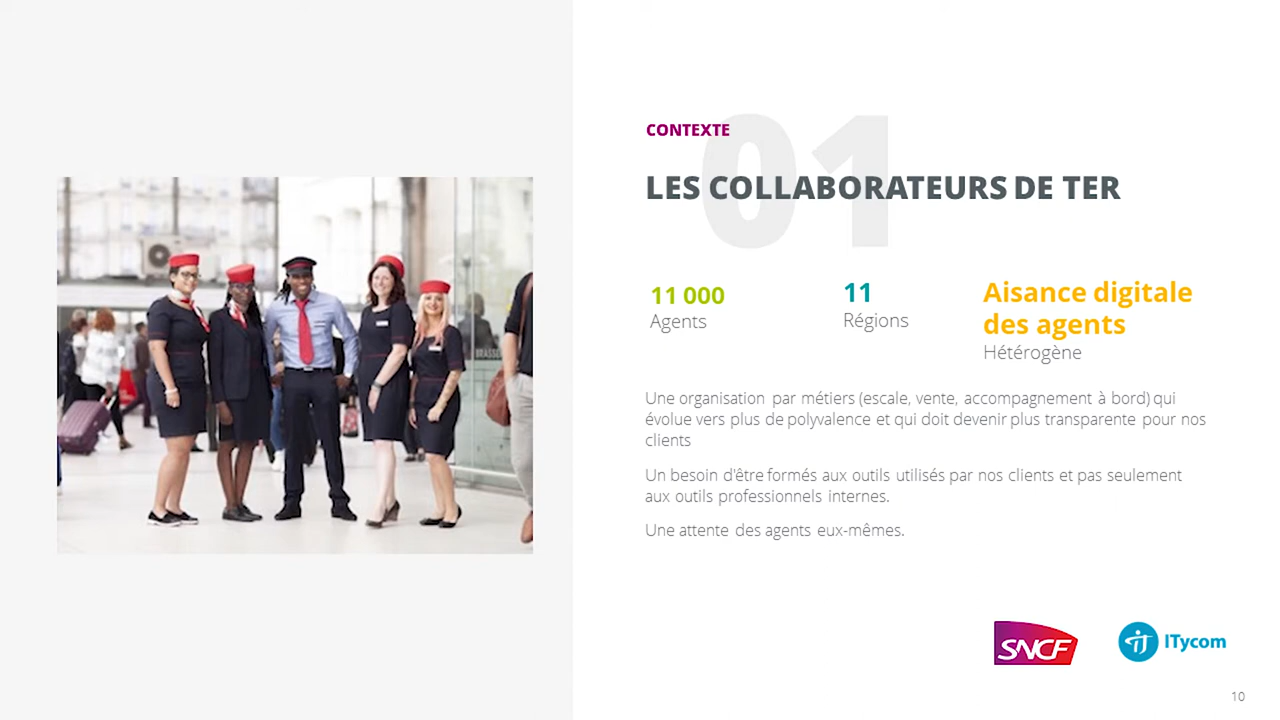 01
CONTEXTE
LES COLLABORATEURS DE TER
11 000
Agents
11
Régions
Aisance digitale
des agents
Hétérogène
Une organisation par métiers (escale, vente, accompagnement à bord) qui
évolue vers plus de polyvalence et qui doit devenir plus transparente pour nos
clients
Un besoin d'être formés aux outils utilisés par nos clients et pas seulement
aux outils professionnels internes.
Une attente des agents eux-mêmes.
SNCF
ITycom
10